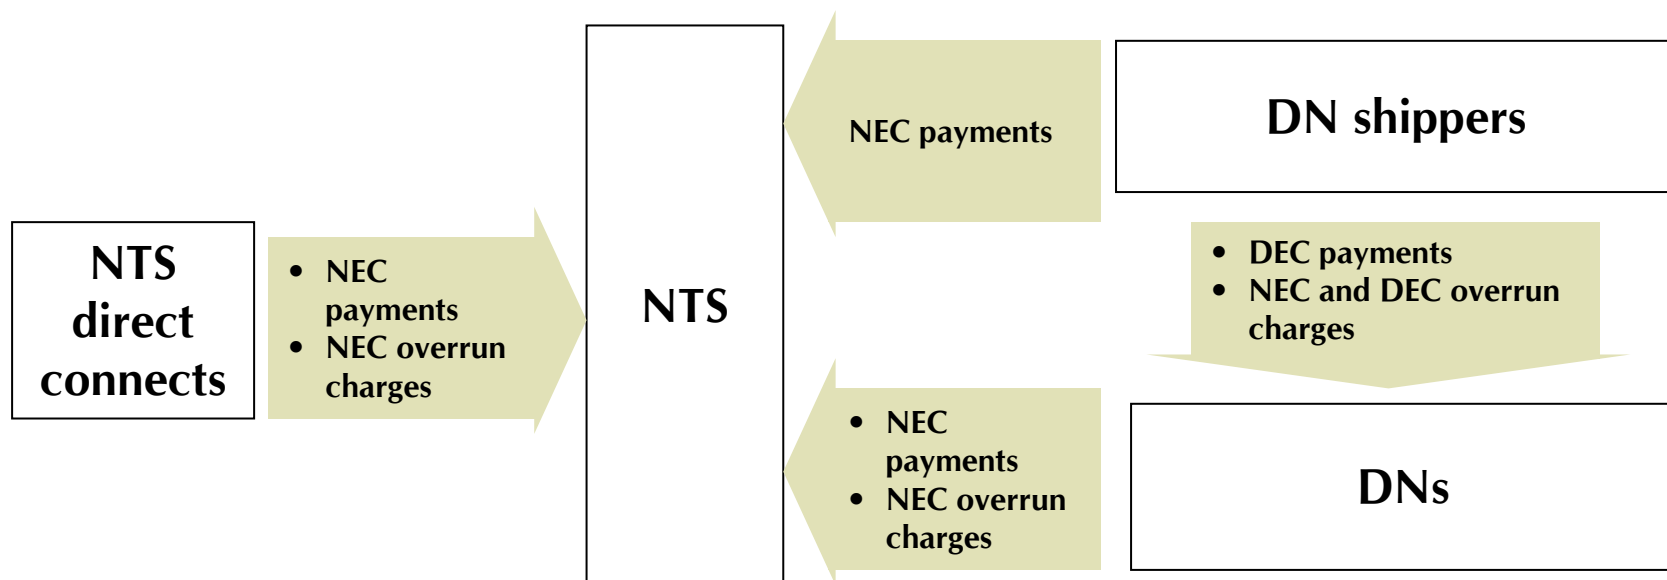 NTS
direct
connects
• NEC
payments
• NEC overrun
charges
NTS
NEC payments
DN shippers
• DEC payments
• NEC and DEC overrun
charges
• NEC
payments
• NEC overrun
charges
DNs